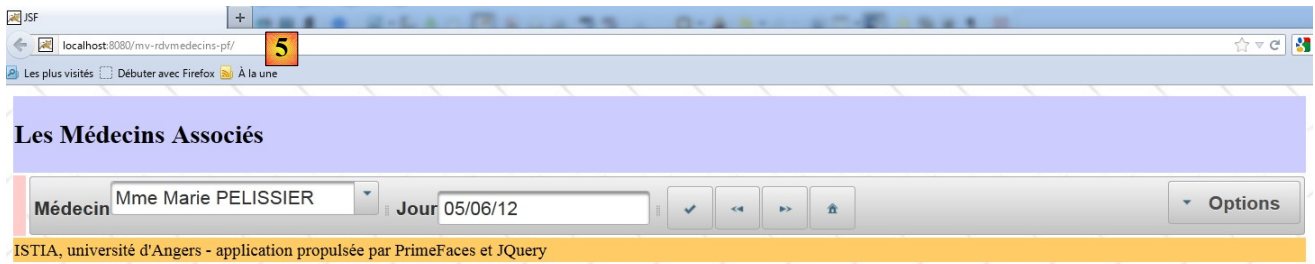 JSF +
localhost:8080/mv-rdvmedecins-pf/
5
Les plus visités Débuter avec Firefox À la une
Les Médecins Associés
Médecin Mme Marie PELISSIER Jour 05/06/12 Options
ISTIA, université d'Angers - application propulsée par PrimeFaces et JQuery